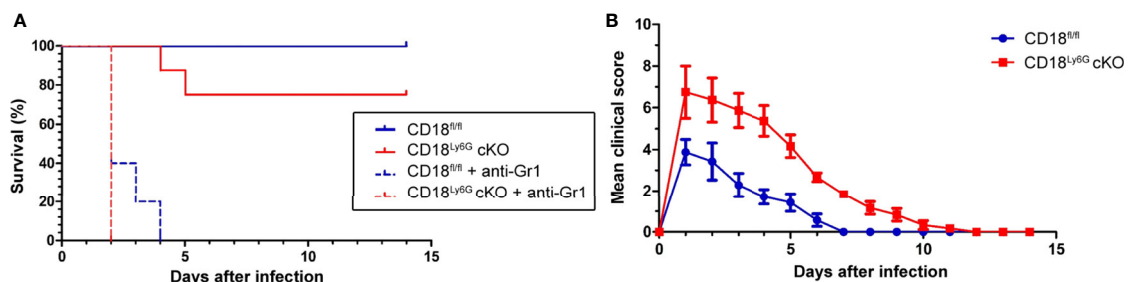 A
Survival (%)
100
80
60
40
20
0
0 5 10 15
Days after infection
CD18fl/fl
CD18Ly6G cKO
CD18fl/fl + anti-Gr1
CD18Ly6G cKO + anti-Gr1
B
Mean clinical score
10
8
6
4
2
0
0 5 10 15
Days after infection
CD18fl/fl
CD18Ly6G cKO